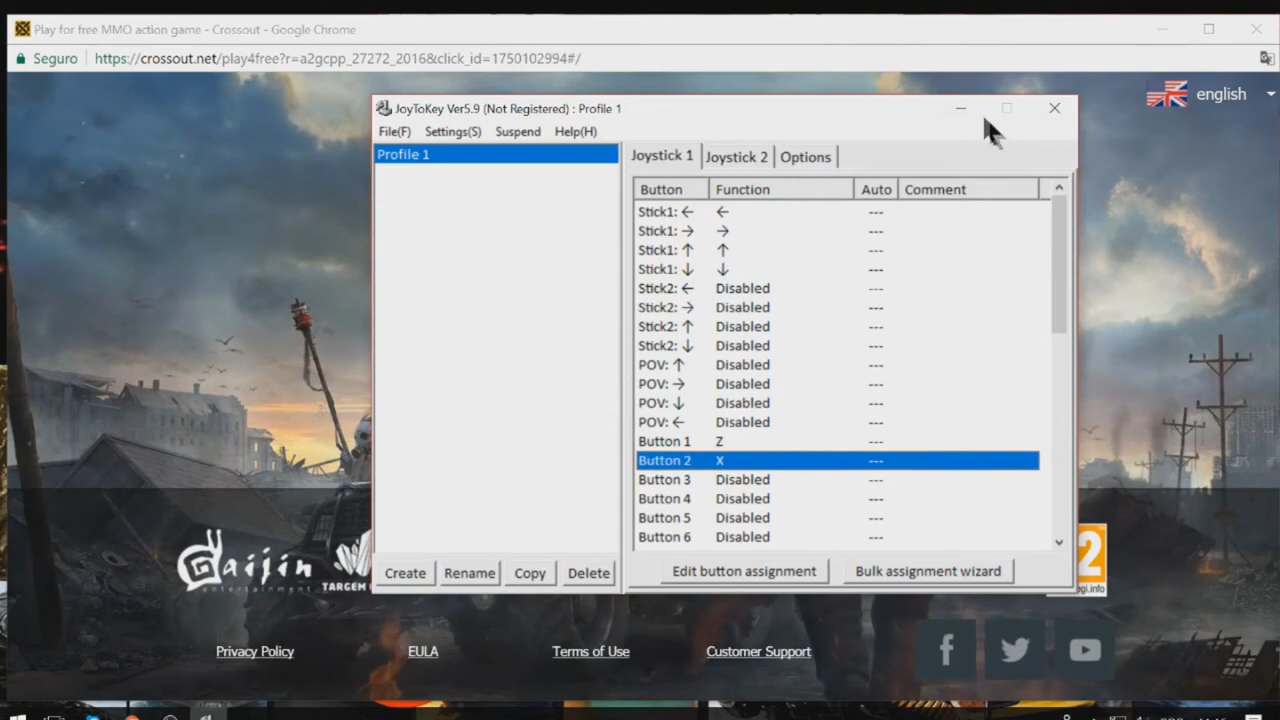 Play for free MMO action game - Crossout - Google Chrome
Seguro https://crossout.net/play4free?r=a2gcpp_27272_2016&click_id=1750102994#/
english
JoyToKey Ver5.9 (Not Registered) : Profile 1
File(F) Settings(S) Suspend Help(H)
Profile 1
Joystick 1 Joystick 2 Options
Button Function Auto Comment
Stick1: ← ← ---
Stick1: → → ---
Stick1: ↑ ↑ ---
Stick1: ↓ ↓ ---
Stick2: ← Disabled ---
Stick2: → Disabled ---
Stick2: ↑ Disabled ---
Stick2: ↓ Disabled ---
POV: ↑ Disabled ---
POV: → Disabled ---
POV: ↓ Disabled ---
POV: ← Disabled ---
Button 1 Z ---
Button 2 X ---
Button 3 Disabled ---
Button 4 Disabled ---
Button 5 Disabled ---
Button 6 Disabled ---
Create Rename Copy Delete
Edit button assignment Bulk assignment wizard
Gaijin
entertainment
TARGEM
2
gi.info
Privacy Policy EULA Terms of Use Customer Support